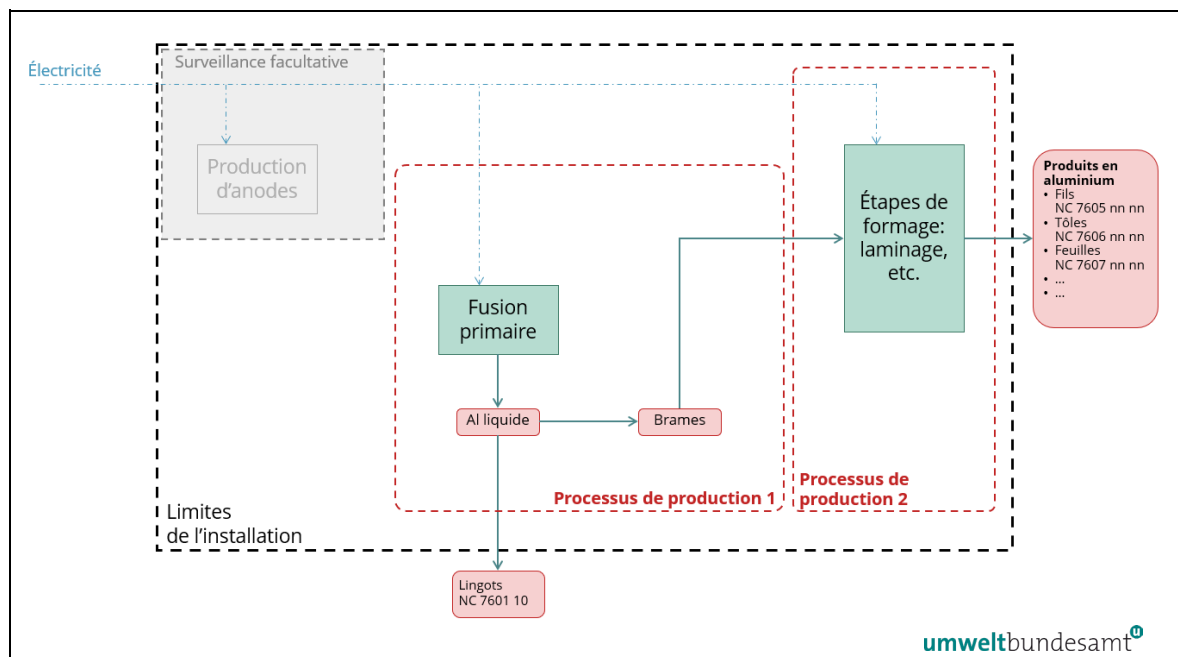 Surveillance facultative
Électricité
Production
d’anodes
Fusion
primaire
Al liquide
Brames
Étapes de
formage:
laminage,
etc.
Produits en
aluminium
• Fils
NC 7605 nn nn
• Tôles
NC 7606 nn nn
• Feuilles
NC 7607 nn nn
• ...
• ...
Processus de production 1
Processus de
production 2
Limites
de l’installation
Lingots
NC 7601 10
umweltbundesamt
u